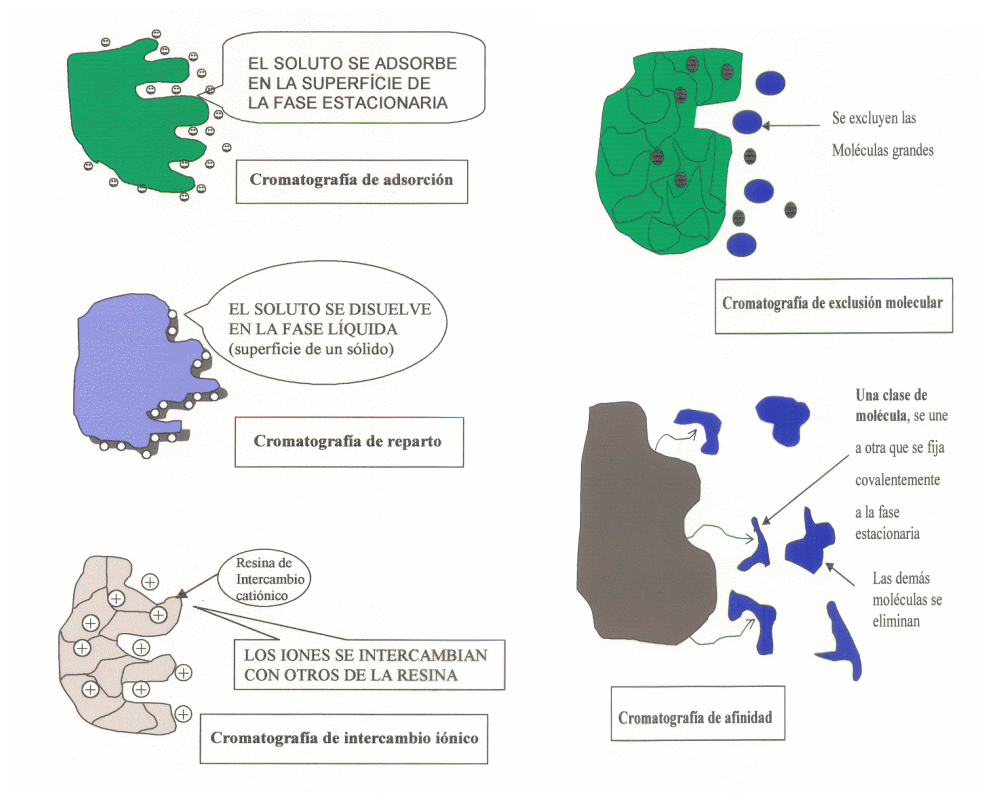 EL SOLUTO SE ADSORBE
EN LA SUPERFÍCIE DE
LA FASE ESTACIONARIA
Cromatografía de adsorción
EL SOLUTO SE DISUELVE
EN LA FASE LÍQUIDA
(superficie de un sólido)
Cromatografía de reparto
Resina de
Intercambio
catiónico
LOS IONES SE INTERCAMBIAN
CON OTROS DE LA RESINA
Cromatografía de intercambio iónico
Se excluyen las
Moléculas grandes
Cromatografía de exclusión molecular
Una clase de
molécula, se une
a otra que se fija
covalentemente
a la fase
estacionaria
Las demás
moléculas se
eliminan
Cromatografía de afinidad